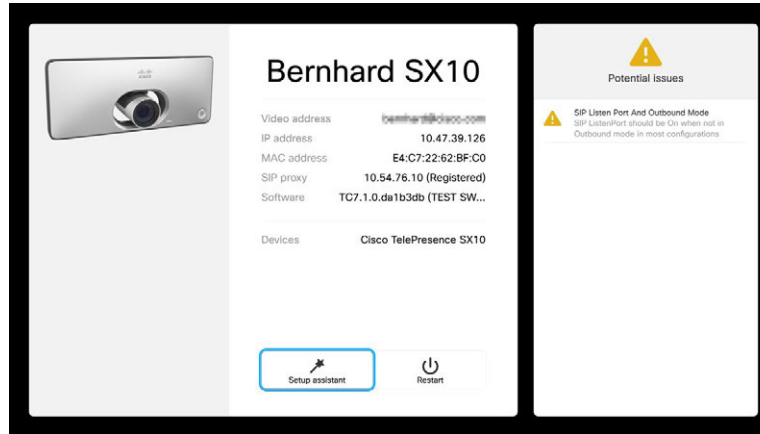 Bernhard SX10
Video address
IP address 10.47.39.126
MAC address E4:C7:22:62:BF:C0
SIP proxy 10.54.76.10 (Registered)
Software TC7.1.0.da1b3db (TEST SW...
Devices Cisco TelePresence SX10
Setup assistant
Restart
Potential issues
SIP Listen Port And Outbound Mode
SIP ListenPort should be On when not in
Outbound mode in most configurations